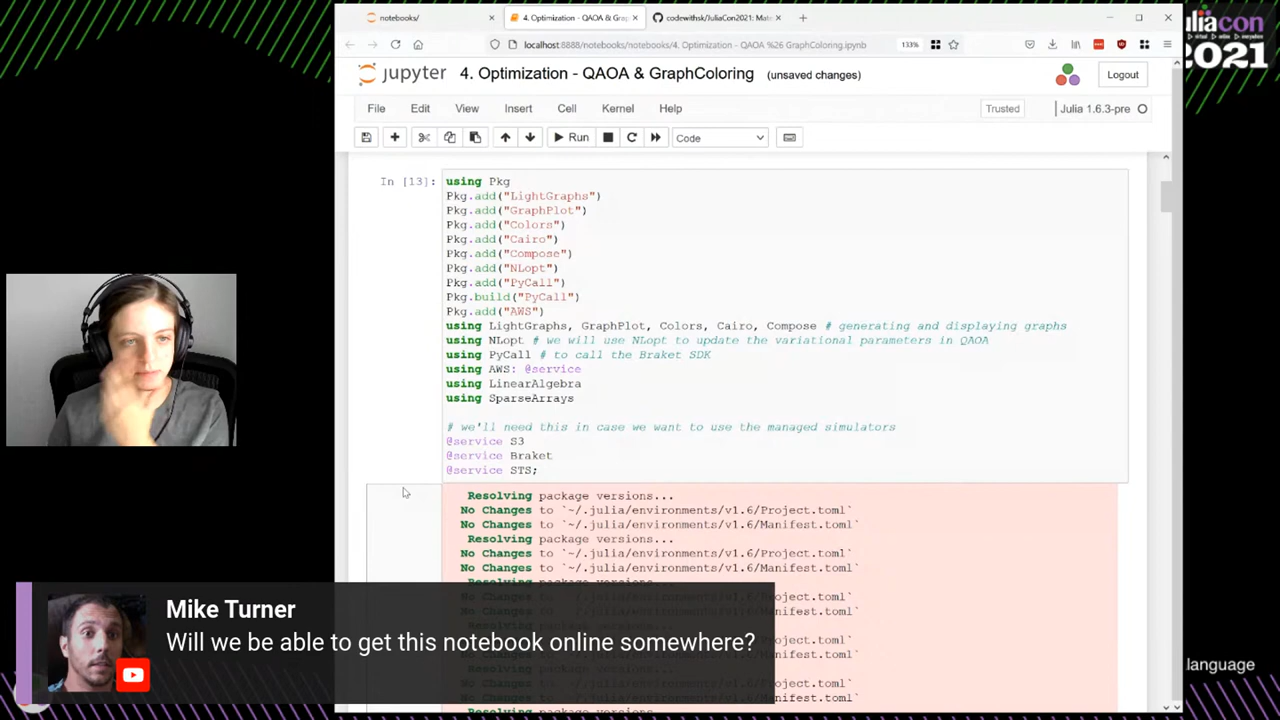 notebooks/
4. Optimization - QAOA & Grap
codewithsk/JuliaCon2021: Mate
localhost:8888/notebooks/notebooks/4. Optimization - QAOA %26 GraphColoring.ipynb
133%
jupyter
4. Optimization - QAOA & GraphColoring (unsaved changes)
Logout
File Edit View Insert Cell Kernel Help
Trusted
Julia 1.6.3-pre
Run
Code
In [13]:
using Pkg
Pkg.add("LightGraphs")
Pkg.add("GraphPlot")
Pkg.add("Colors")
Pkg.add("Cairo")
Pkg.add("Compose")
Pkg.add("NLopt")
Pkg.add("PyCall")
Pkg.build("PyCall")
Pkg.add("AWS")
using LightGraphs, GraphPlot, Colors, Cairo, Compose # generating and displaying graphs
using NLopt # we will use NLopt to update the variational parameters in QAOA
using PyCall # to call the Braket SDK
using AWS: @service
using LinearAlgebra
using SparseArrays
# we'll need this in case we want to use the managed simulators
@service S3
@service Braket
@service STS;
Resolving package versions...
No Changes to `~/.julia/environments/v1.6/Project.toml`
No Changes to `~/.julia/environments/v1.6/Manifest.toml`
Resolving package versions...
No Changes to `~/.julia/environments/v1.6/Project.toml`
No Changes to `~/.julia/environments/v1.6/Manifest.toml`
Mike Turner
Will we be able to get this notebook online somewhere?
uliacon
2021
language